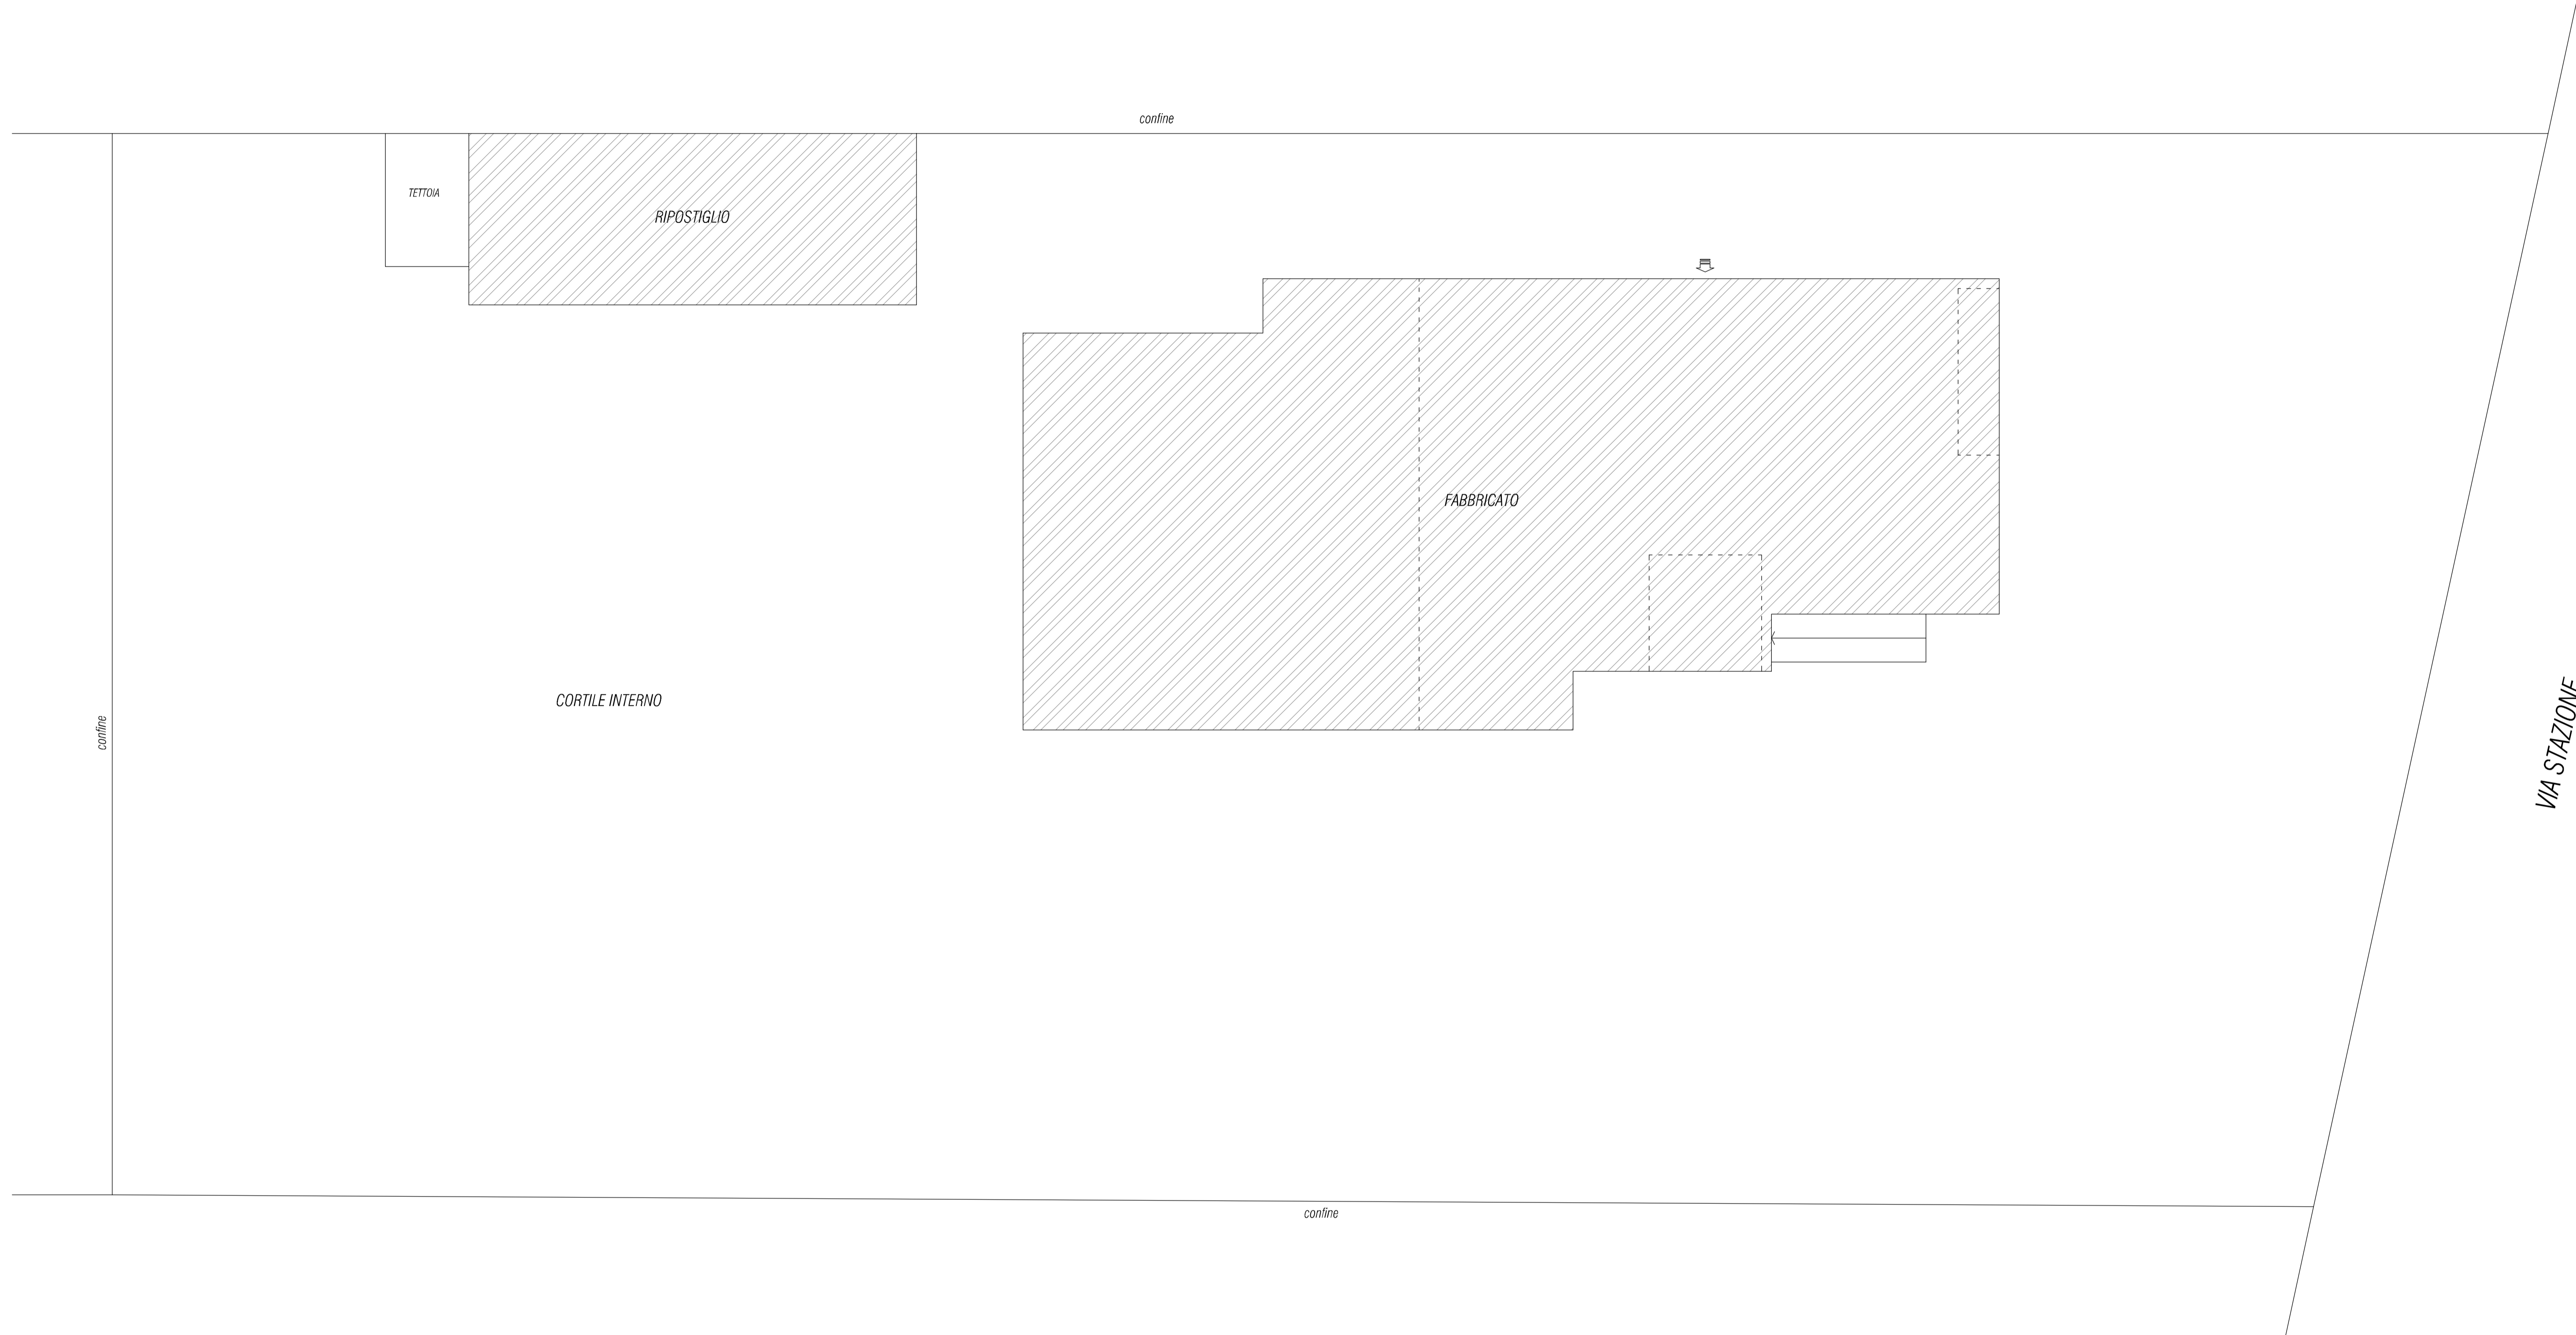 confine
TETTOIA
RIPOSTIGLIO
FABBRICATO
CORTILE INTERNO
confine
VIA STAZIONE
confine